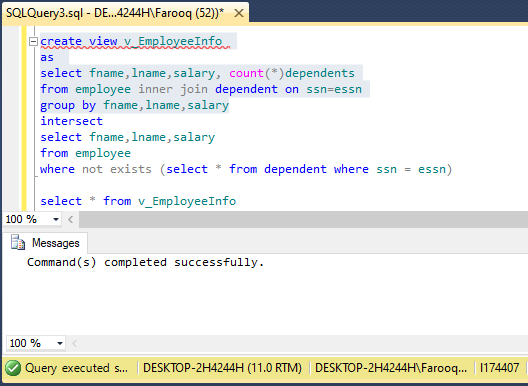 SQLQuery3.sql - DE...4244H\Farooq (52))* ×
create view v_EmployeeInfo
as
select fname,lname,salary, count(*)dependents
from employee inner join dependent on ssn=essn
group by fname,lname,salary
intersect
select fname,lname,salary
from employee
where not exists (select * from dependent where ssn = essn)
select * from v_EmployeeInfo
100 %
Messages
Command(s) completed successfully.
100 %
Query executed s... DESKTOP-2H4244H (11.0 RTM) DESKTOP-2H4244H\Farooq... I174407